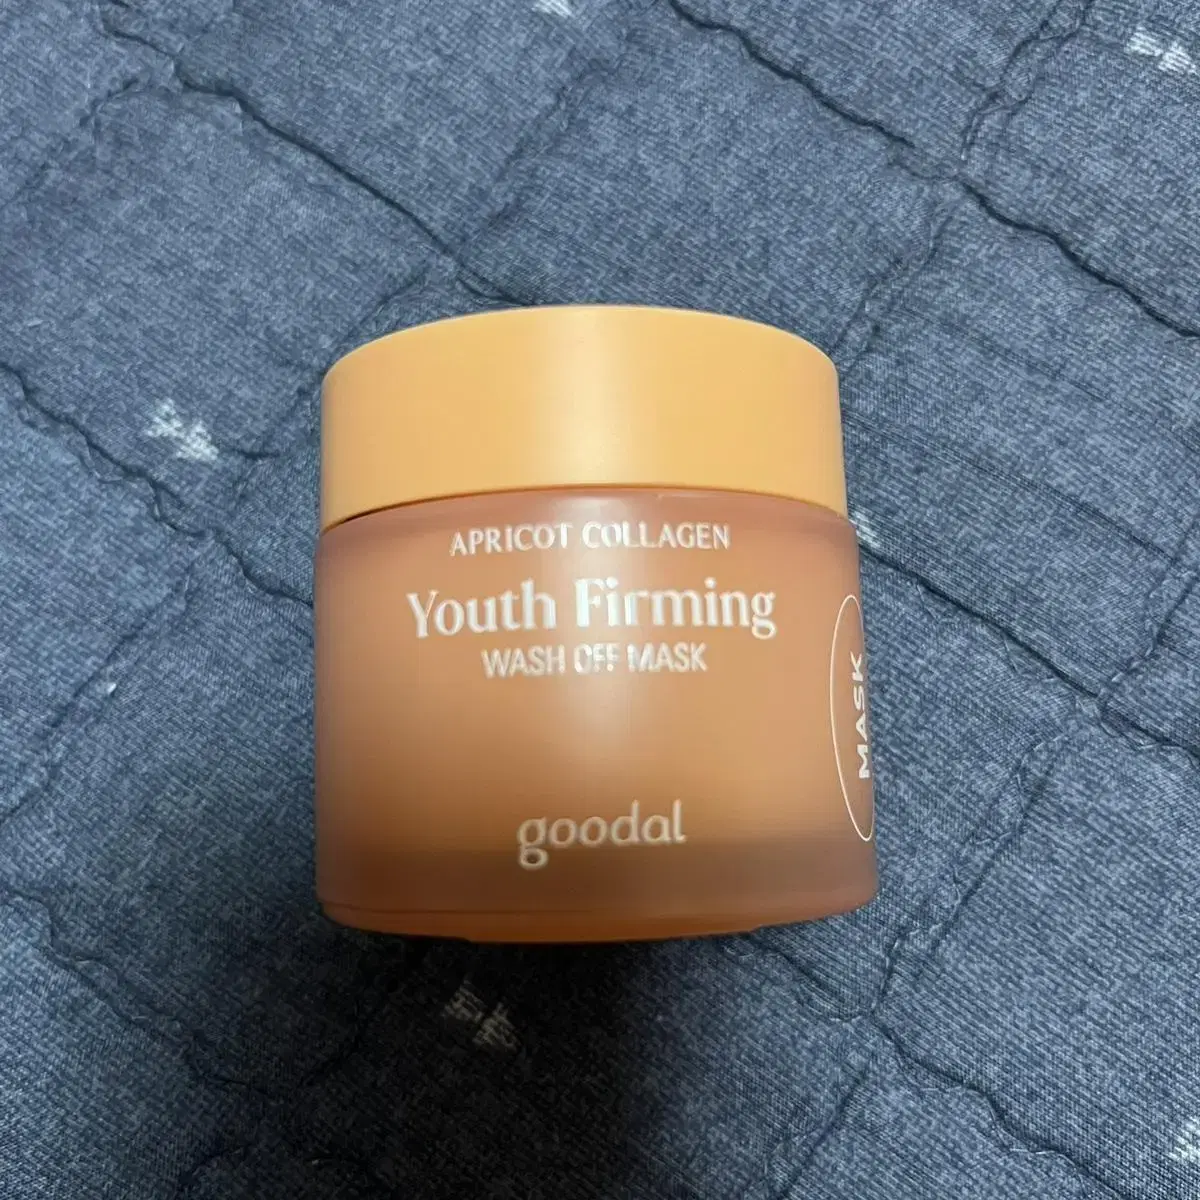 APRICOT COLLAGEN
Youth Firming
WASH OFF MASK
goodal
MASK